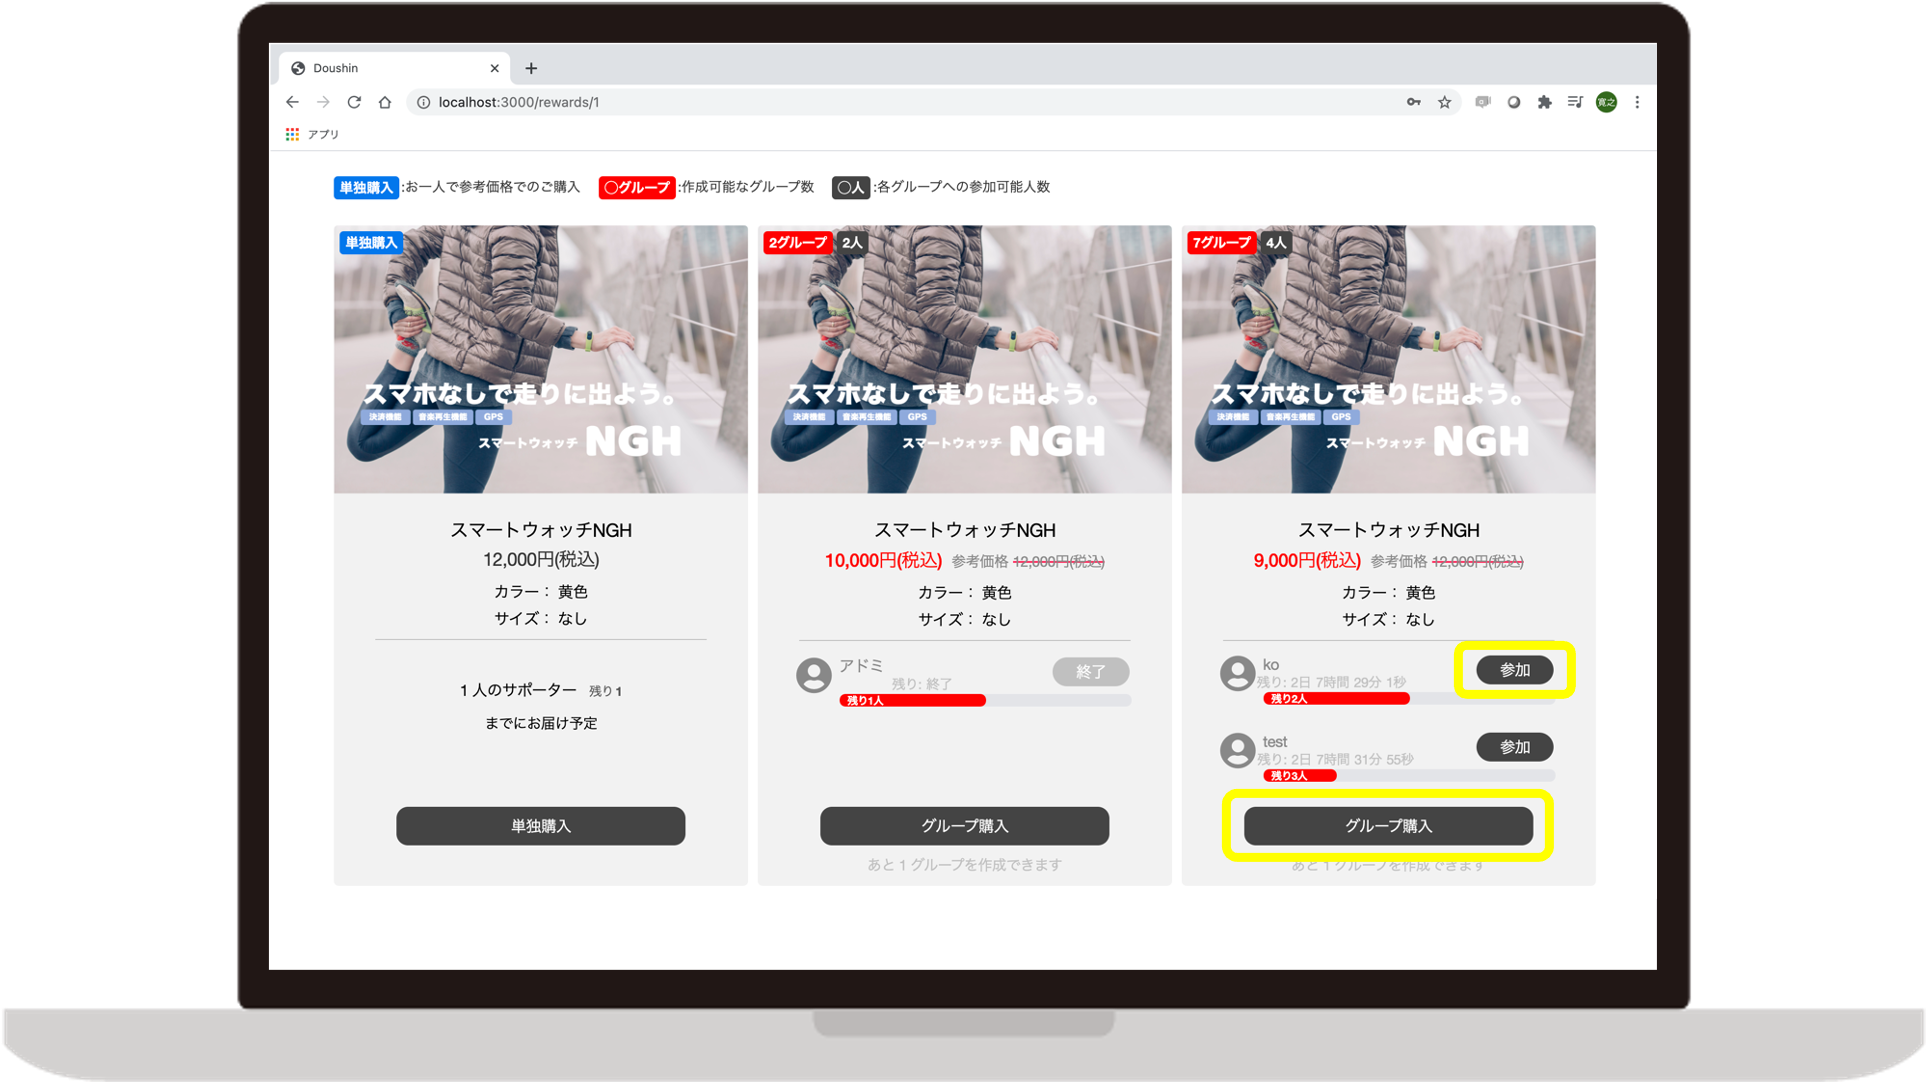 Doushin
localhost:3000/rewards/1
寛之
アプリ
単独購入 :お一人で参考価格でのご購入 〇グループ :作成可能なグループ数 〇人 :各グループへの参加可能人数
単独購入
スマホなしで走りに出よう。
決済機能 音楽再生機能 GPS
スマートウォッチ NGH
スマートウォッチNGH
12,000円(税込)
カラー： 黄色
サイズ： なし
1 人のサポーター 残り1
までにお届け予定
単独購入
2グループ 2人
スマホなしで走りに出よう。
決済機能 音楽再生機能 GPS
スマートウォッチ NGH
スマートウォッチNGH
10,000円(税込) 参考価格 12,000円(税込)
カラー： 黄色
サイズ： なし
アドミ
終了
残り: 終了
残り1人
グループ購入
あと 1 グループを作成できます
7グループ 4人
スマホなしで走りに出よう。
決済機能 音楽再生機能 GPS
スマートウォッチ NGH
スマートウォッチNGH
9,000円(税込) 参考価格 12,000円(税込)
カラー： 黄色
サイズ： なし
ko
参加
残り: 2日 7時間 29分 1秒
残り2人
test
参加
残り: 2日 7時間 31分 55秒
残り3人
グループ購入
あと 1 グループを作成できます